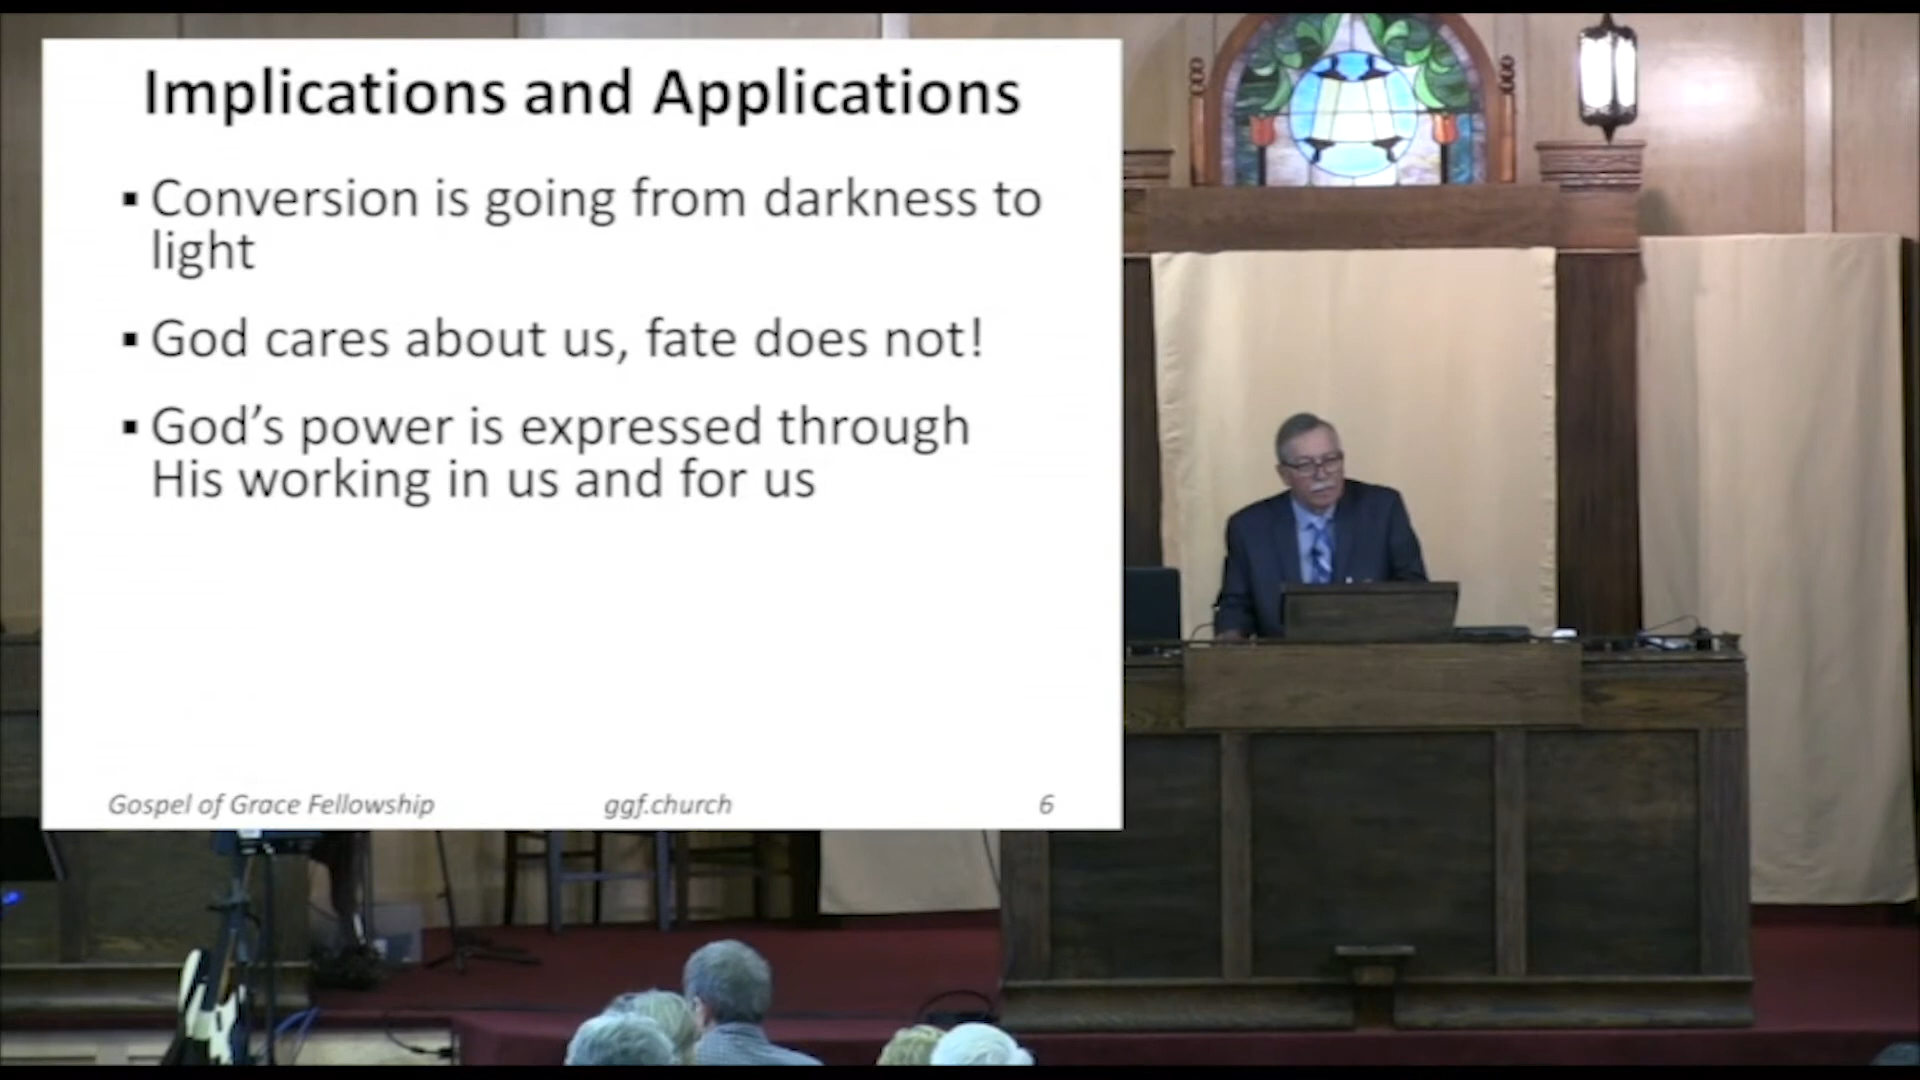 Implications and Applications
▪ Conversion is going from darkness to
light
▪ God cares about us, fate does not!
▪ God’s power is expressed through
His working in us and for us
Gospel of Grace Fellowship ggf.church 6